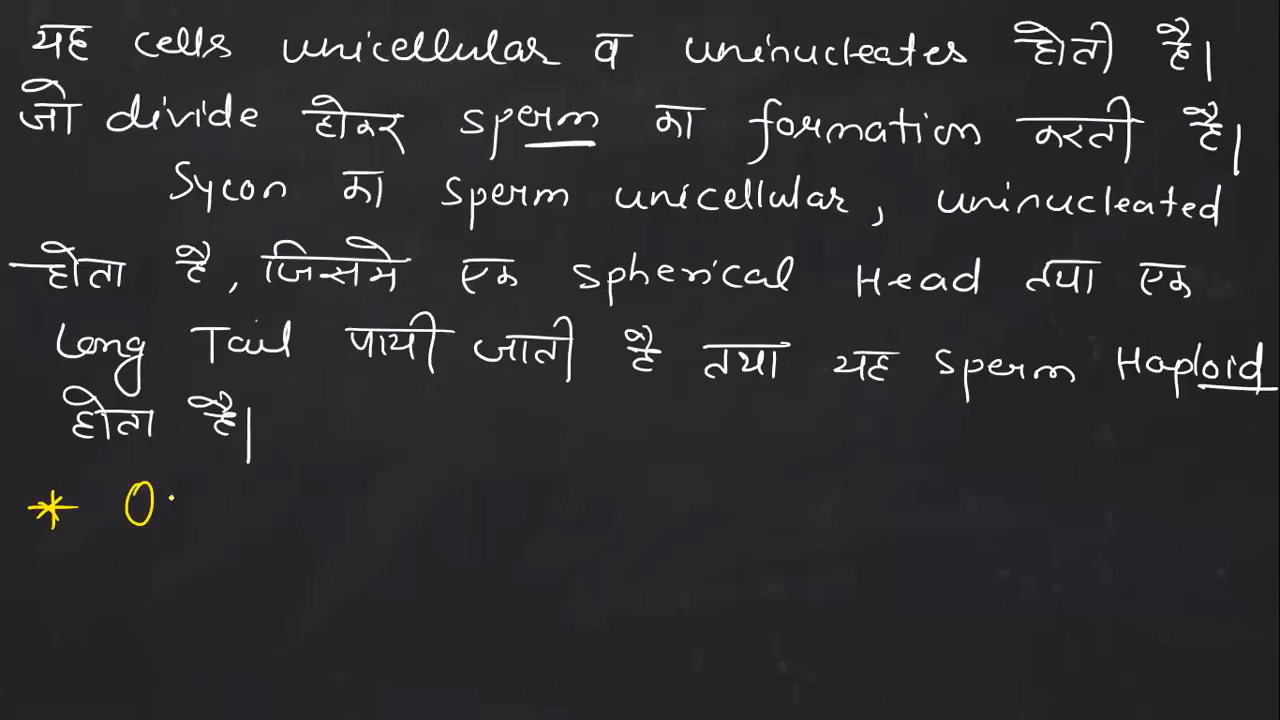 यह cells unicellular व uninucleates होती है।
जो divide होकर sperm का formation करती है।
Sycon का sperm unicellular, uninucleated
होता है, जिसमे एक spherical Head तथा एक
Long Tail पायी जाती है तथा यह sperm Haploid
होता है।
* O